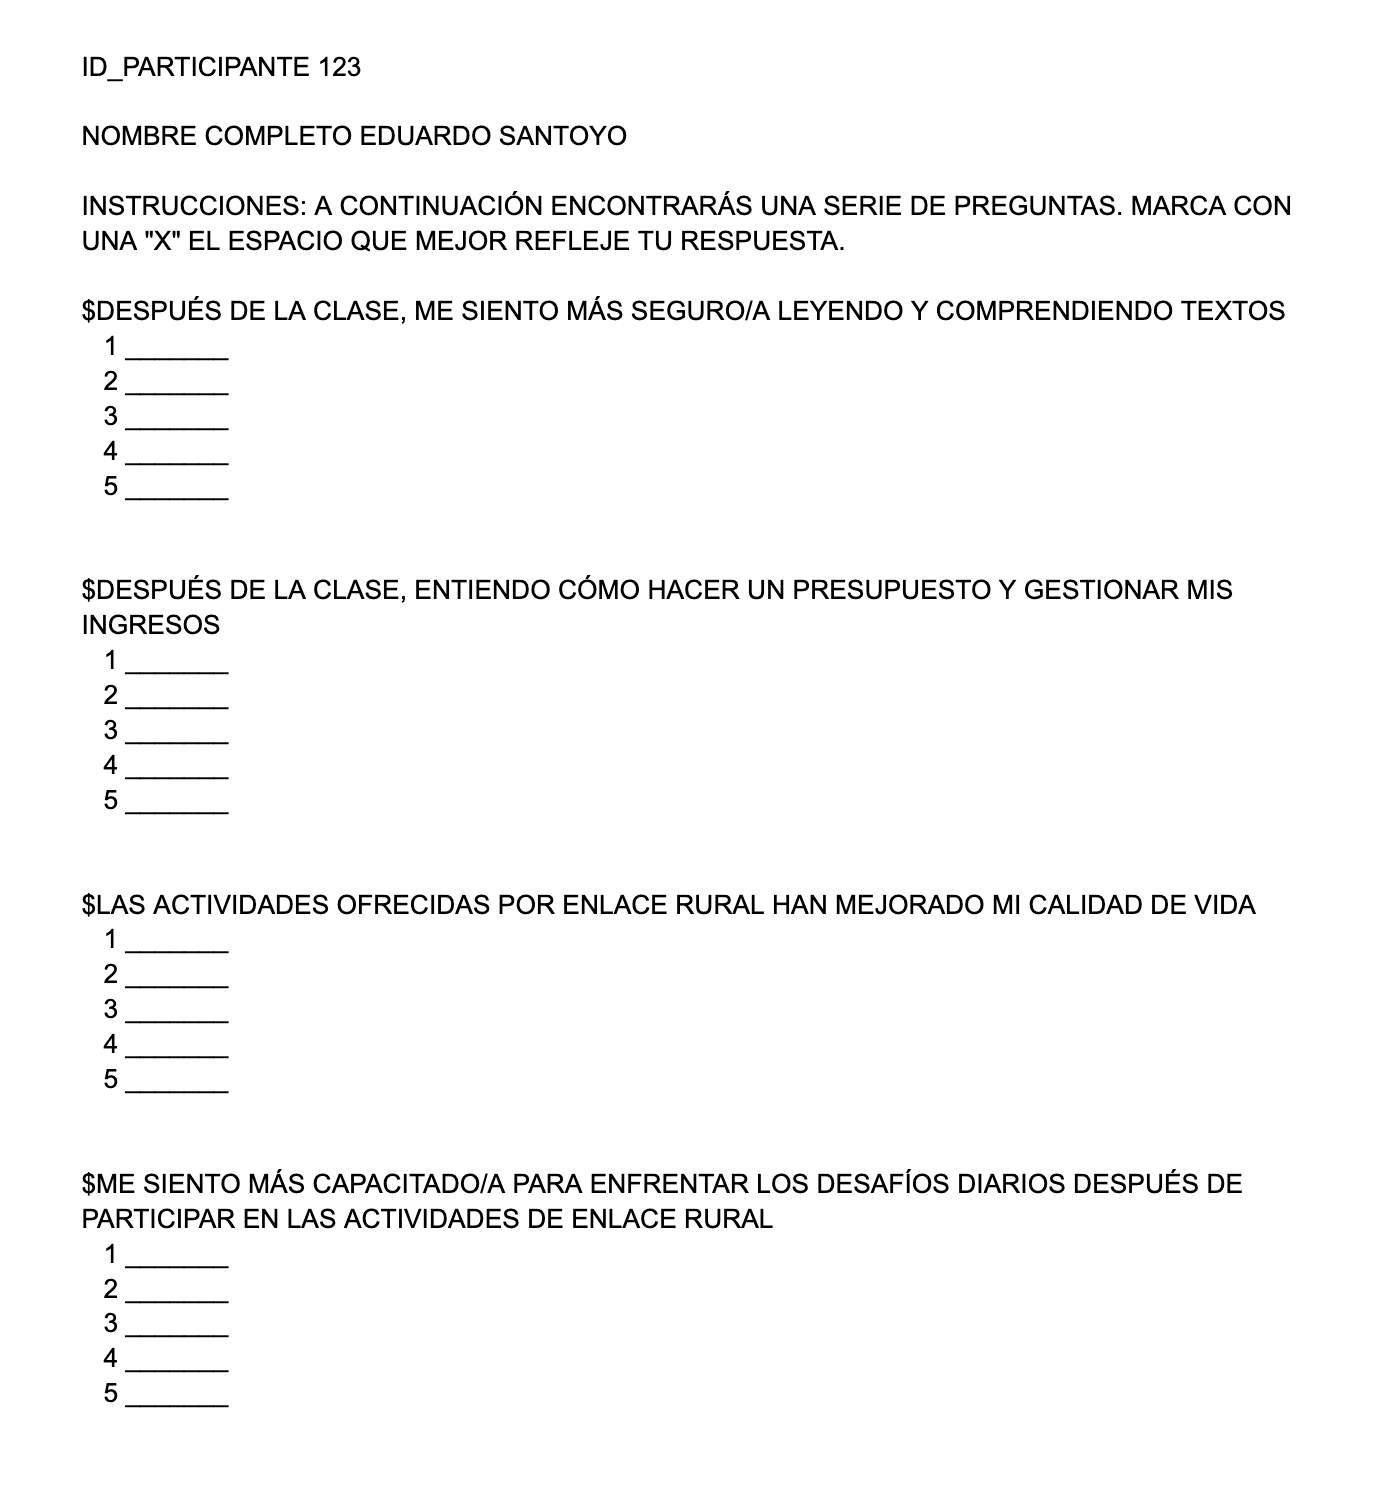 ID_PARTICIPANTE 123
NOMBRE COMPLETO EDUARDO SANTOYO
INSTRUCCIONES: A CONTINUACIÓN ENCONTRARÁS UNA SERIE DE PREGUNTAS. MARCA CON
UNA "X" EL ESPACIO QUE MEJOR REFLEJE TU RESPUESTA.
$DESPUÉS DE LA CLASE, ME SIENTO MÁS SEGURO/A LEYENDO Y COMPRENDIENDO TEXTOS
1 _______
2 _______
3 _______
4 _______
5 _______
$DESPUÉS DE LA CLASE, ENTIENDO CÓMO HACER UN PRESUPUESTO Y GESTIONAR MIS
INGRESOS
1 _______
2 _______
3 _______
4 _______
5 _______
$LAS ACTIVIDADES OFRECIDAS POR ENLACE RURAL HAN MEJORADO MI CALIDAD DE VIDA
1 _______
2 _______
3 _______
4 _______
5 _______
$ME SIENTO MÁS CAPACITADO/A PARA ENFRENTAR LOS DESAFÍOS DIARIOS DESPUÉS DE
PARTICIPAR EN LAS ACTIVIDADES DE ENLACE RURAL
1 _______
2 _______
3 _______
4 _______
5 _______